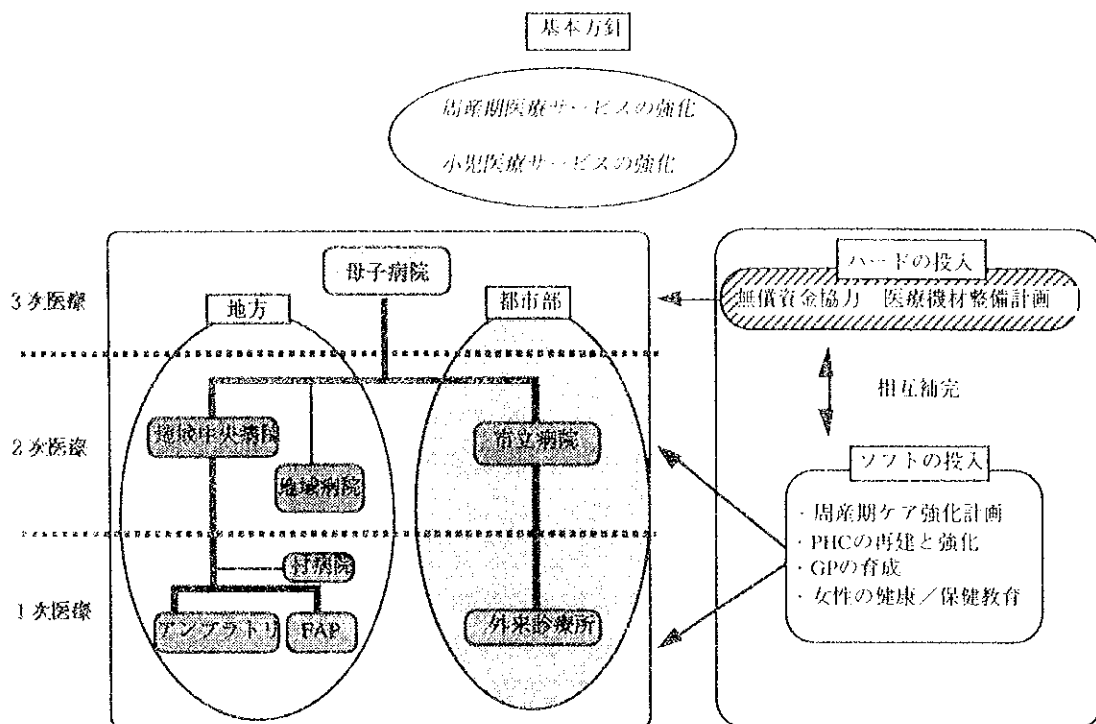 基本方針
周産期医療サービスの強化
小児医療サービスの強化
母子病院
3次医療
地方
都市部
地域中央病院
2次医療
地域病院
市立病院
村病院
1次医療
アンブラトリ
FAP
外来診療所
ハードの投入
無償資金協力 医療機材整備計画
相互補完
ソフトの投入
・周産期ケア強化計画
・PHCの再建と強化
・GPの育成
・女性の健康／保健教育